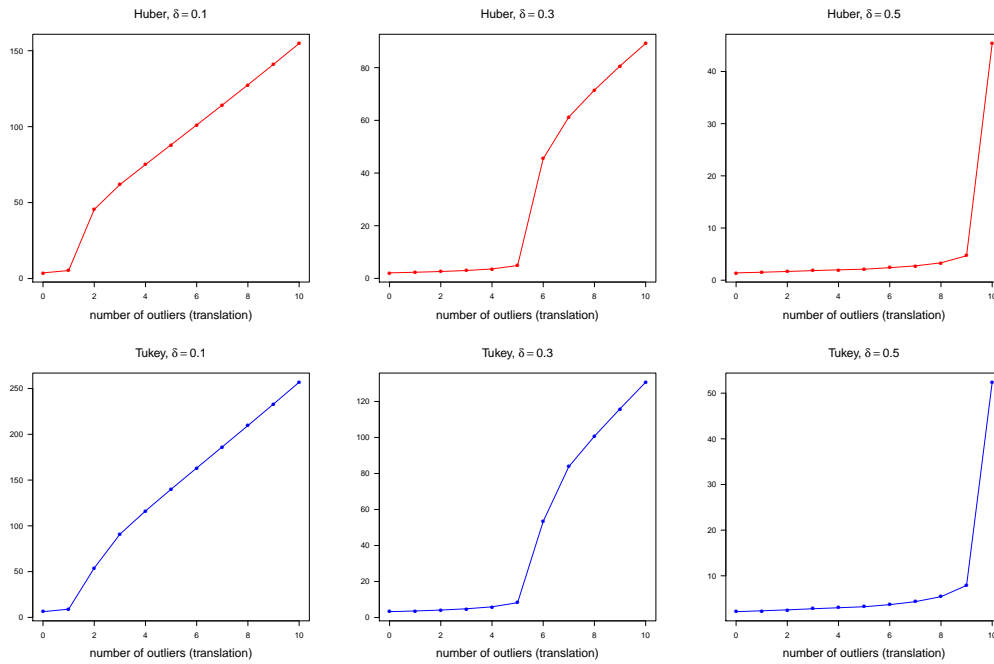 Huber, δ = 0.1
150
100
50
0
0 2 4 6 8 10
number of outliers (translation)
Huber, δ = 0.3
80
60
40
20
0
0 2 4 6 8 10
number of outliers (translation)
Huber, δ = 0.5
40
30
20
10
0
0 2 4 6 8 10
number of outliers (translation)
Tukey, δ = 0.1
250
200
150
100
50
0
0 2 4 6 8 10
number of outliers (translation)
Tukey, δ = 0.3
120
100
80
60
40
20
0
0 2 4 6 8 10
number of outliers (translation)
Tukey, δ = 0.5
50
40
30
20
10
0 2 4 6 8 10
number of outliers (translation)